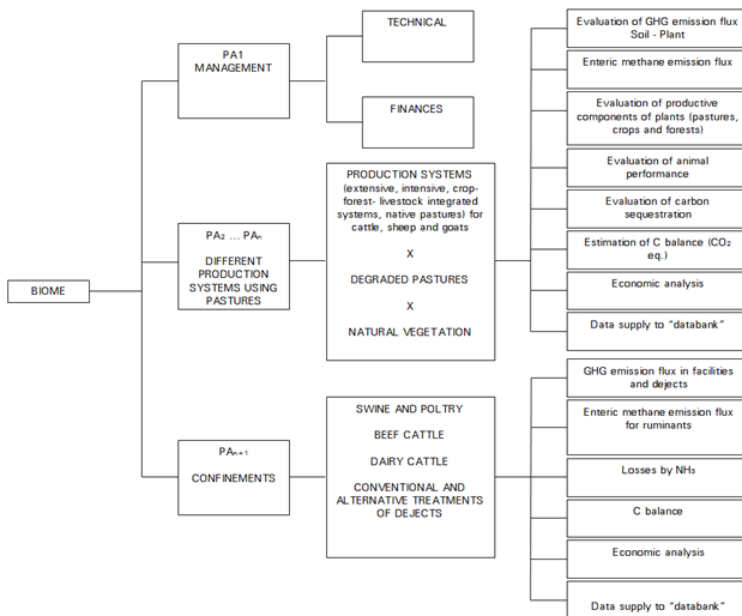 BIOME
PA1
MANAGEMENT
TECHNICAL
FINANCES
PA₂ ... PAₙ
DIFFERENT
PRODUCTION
SYSTEMS USING
PASTURES
PRODUCTION SYSTEMS
(extensive, intensive, crop-
forest- livestock integrated
systems, native pastures) for
cattle, sheep and goats
X
DEGRADED PASTURES
X
NATURAL VEGETATION
Evaluation of GHG emission flux
Soil - Plant
Enteric methane emission flux
Evaluation of productive
components of plants (pastures,
crops and forests)
Evaluation of animal
performance
Evaluation of carbon
sequestration
Estimation of C balance (CO₂
eq.)
Economic analysis
Data supply to “databank”
PAₙ₊₁
CONFINEMENTS
SWINE AND POLTRY
BEEF CATTLE
DAIRY CATTLE
CONVENTIONAL AND
ALTERNATIVE TREATMENTS
OF DEJECTS
GHG emission flux in facilities
and dejects
Enteric methane emission flux
for ruminants
Losses by NH₃
C balance
Economic analysis
Data supply to “databank”